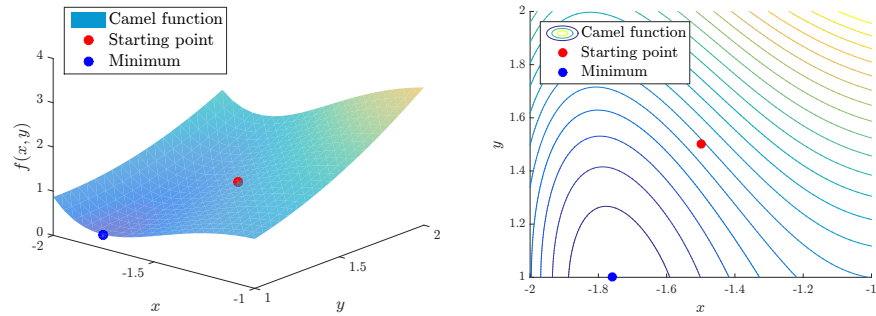 Camel function
Starting point
Minimum
4
3
2
1
0
f(x, y)
-2
-1.5
-1
x
1
1.5
2
y
Camel function
Starting point
Minimum
2
1.8
1.6
1.4
1.2
1
y
-2 -1.8 -1.6 -1.4 -1.2 -1
x